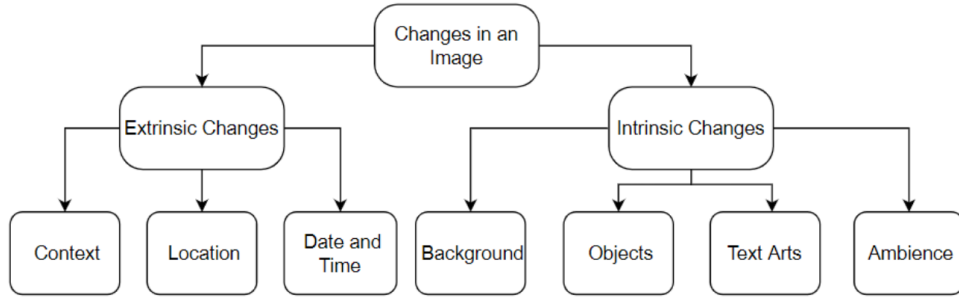 Changes in an
Image
Extrinsic Changes
Intrinsic Changes
Context
Location
Date and
Time
Background
Objects
Text Arts
Ambience